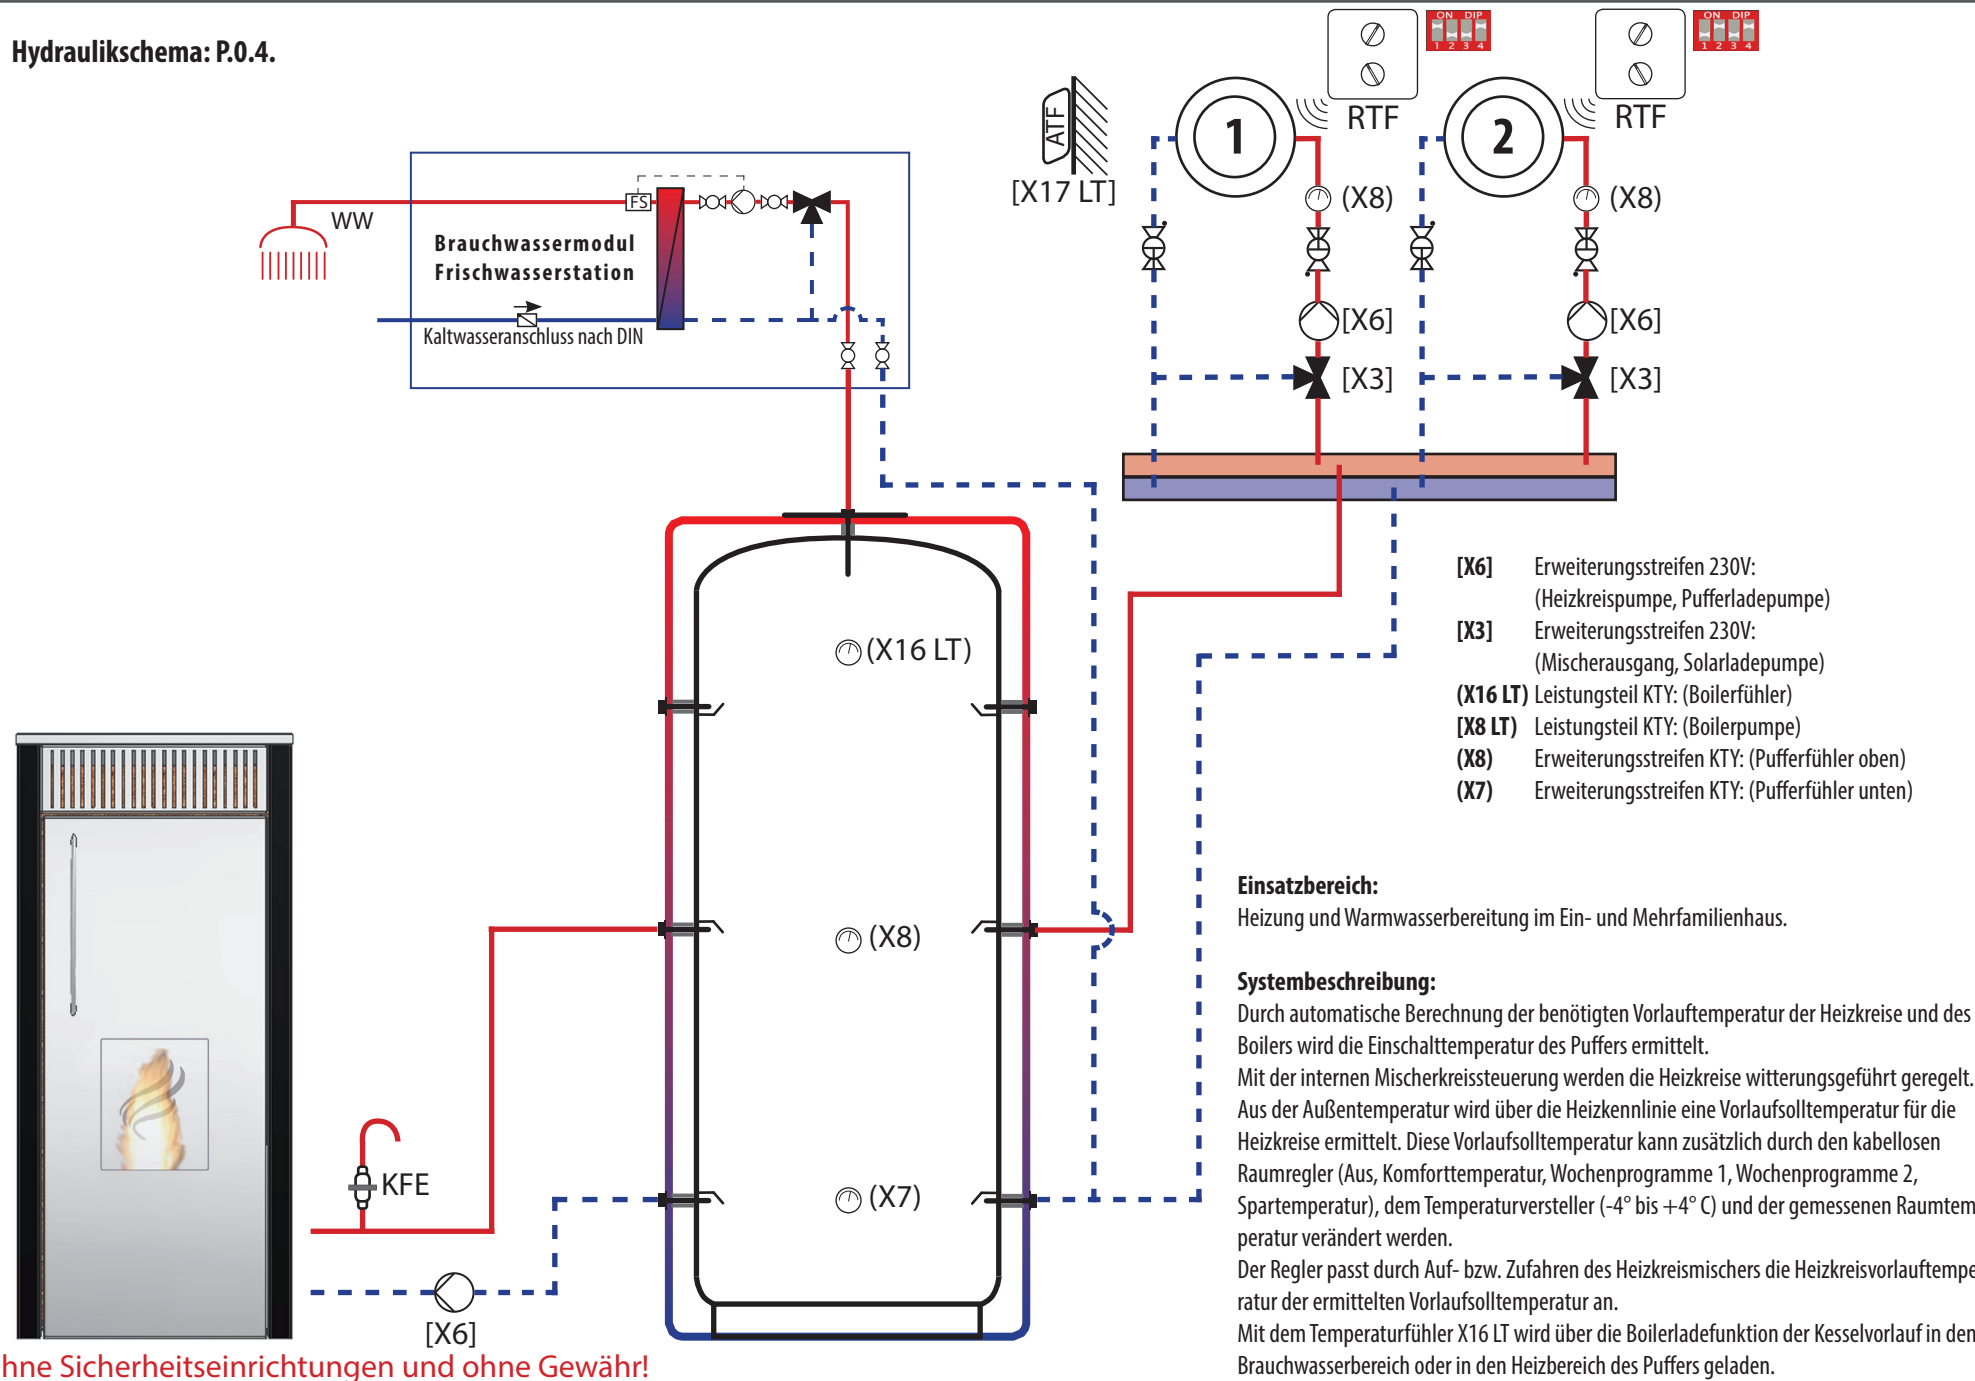 Hydraulikschema: P.0.4.
ON DIP
1 2 3 4
ON DIP
1 2 3 4
RTF
RTF
ATF
[X17 LT]
1
2
(X8)
(X8)
[X6]
[X6]
[X3]
[X3]
WW
FS
Brauchwassermodul
Frischwasserstation
Kaltwasseranschluss nach DIN
(X16 LT)
(X8)
(X7)
KFE
[X6]
[X6] Erweiterungsstreifen 230V:
(Heizkreispumpe, Pufferladepumpe)
[X3] Erweiterungsstreifen 230V:
(Mischerausgang, Solarladepumpe)
(X16 LT) Leistungsteil KTY: (Boilerfühler)
[X8 LT) Leistungsteil KTY: (Boilerpumpe)
(X8) Erweiterungsstreifen KTY: (Pufferfühler oben)
(X7) Erweiterungsstreifen KTY: (Pufferfühler unten)
Einsatzbereich:
Heizung und Warmwasserbereitung im Ein- und Mehrfamilienhaus.
Systembeschreibung:
Durch automatische Berechnung der benötigten Vorlauftemperatur der Heizkreise und des
Boilers wird die Einschalttemperatur des Puffers ermittelt.
Mit der internen Mischerkreissteuerung werden die Heizkreise witterungsgeführt geregelt.
Aus der Außentemperatur wird über die Heizkennlinie eine Vorlaufsolltemperatur für die
Heizkreise ermittelt. Diese Vorlaufsolltemperatur kann zusätzlich durch den kabellosen
Raumregler (Aus, Komforttemperatur, Wochenprogramme 1, Wochenprogramme 2,
Spartemperatur), dem Temperaturversteller (-4° bis +4° C) und der gemessenen Raumtem
peratur verändert werden.
Der Regler passt durch Auf- bzw. Zufahren des Heizkreismischers die Heizkreisvorlauftempe
ratur der ermittelten Vorlaufsolltemperatur an.
Mit dem Temperaturfühler X16 LT wird über die Boilerladefunktion der Kesselvorlauf in den
Brauchwasserbereich oder in den Heizbereich des Puffers geladen.
hne Sicherheitseinrichtungen und ohne Gewähr!